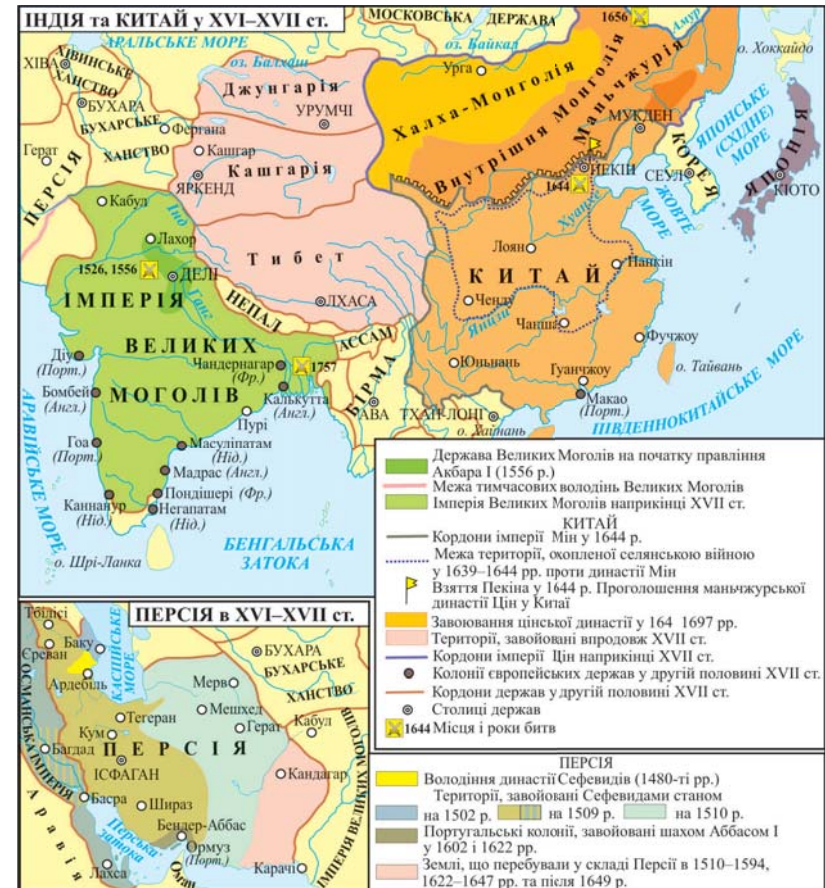 ІНДІЯ та КИТАЙ у XVI–XVII ст.
МОСКОВСЬКА ДЕРЖАВА
1656
Амур
о. Хоккайдо
АРАЛЬСЬКЕ МОРЕ
оз. Балхаш
оз. Байкал
ХІВА
ХІВИНСЬКЕ
ХАНСТВО
Урга
Джунгарія
УРУМЧІ
Халха-Монголія
Внутрішня Монголія
Маньчжурія
МУКДЕН
БУХАРА
БУХАРСЬКЕ
ХАНСТВО
Фергана
Герат
ПЕРСІЯ
Кашгар
Кашгарія
ЯРКЕНД
ПЕКІН
1644
КОРЕЯ
СЕУЛ
ЯПОНСЬКЕ
(СХІДНЕ)
МОРЕ
ЯПОНІЯ
КІОТО
ЖОВТЕ
МОРЕ
Кабул
Інд
Лахор
Хуанхе
Лоян
Нанкін
1526, 1556
ДЕЛІ
Тибет
ЛХАСА
КИТАЙ
Ченду
Янцзи
Чанша
ІМПЕРІЯ
ВЕЛИКИХ
МОГОЛІВ
Ганг
НЕПАЛ
АССАМ
Фучжоу
Діу
(Порт.)
Чандернагар
(Фр.)
1757
Юньнань
Гуанчжоу
о. Тайвань
Бомбей
(Англ.)
Калькутта
(Англ.)
БІРМА
АВА
ТХАЙ-ЛОНГІ
Макао
(Порт.)
о. Хайнань
ПІВДЕННОКИТАЙСЬКЕ МОРЕ
АРАВІЙСЬКЕ МОРЕ
Пурі
Гоа
(Порт.)
Масуліпатам
(Нід.)
Мадрас (Англ.)
Каннанур
(Нід.)
Пондішері (Фр.)
Негапатам
(Нід.)
БЕНГАЛЬСЬКА
ЗАТОКА
о. Шрі-Ланка
Держава Великих Моголів на початку правління
Акбара І (1556 р.)
Межа тимчасових володінь Великих Моголів
Імперія Великих Моголів наприкінці XVII ст.
КИТАЙ
Кордони імперії Мін у 1644 р.
Межа території, охопленої селянською війною
у 1639–1644 рр. проти династії Мін
Взяття Пекіна у 1644 р. Проголошення маньчжурської
династії Цін у Китаї
Завоювання цінської династії у 164 1697 рр.
Території, завойовані впродовж XVII ст.
Кордони імперії Цін наприкінці XVII ст.
Колонії європейських держав у другій половині XVII ст.
Кордони держав у другій половині XVII ст.
Столиці держав
1644 Місця і роки битв
ПЕРСІЯ в XVI–XVII ст.
Тбілісі
Єреван
Баку
КАСПІЙСЬКЕ
МОРЕ
Ардебіль
ОСМАНСЬКА ІМПЕРІЯ
БУХАРА
БУХАРСЬКЕ
ХАНСТВО
Мерв
Мешхед
Тегеран
Кум
Герат
Кабул
ПЕРСІЯ
Багдад
ІСФАГАН
Кандагар
Басра
Шираз
Бендер-Аббас
Ормуз
(Порт.)
Перська
затока
Аравія
Лахса
Оман
Карачі
ІМПЕРІЯ ВЕЛИКИХ МОГОЛІВ
ПЕРСІЯ
Володіння династії Сефевидів (1480-ті рр.)
Території, завойовані Сефевидами станом
на 1502 р. на 1509 р. на 1510 р.
Португальські колонії, завойовані шахом Аббасом І
у 1602 і 1622 рр.
Землі, що перебували у складі Персії в 1510–1594,
1622–1647 рр. та після 1649 р.